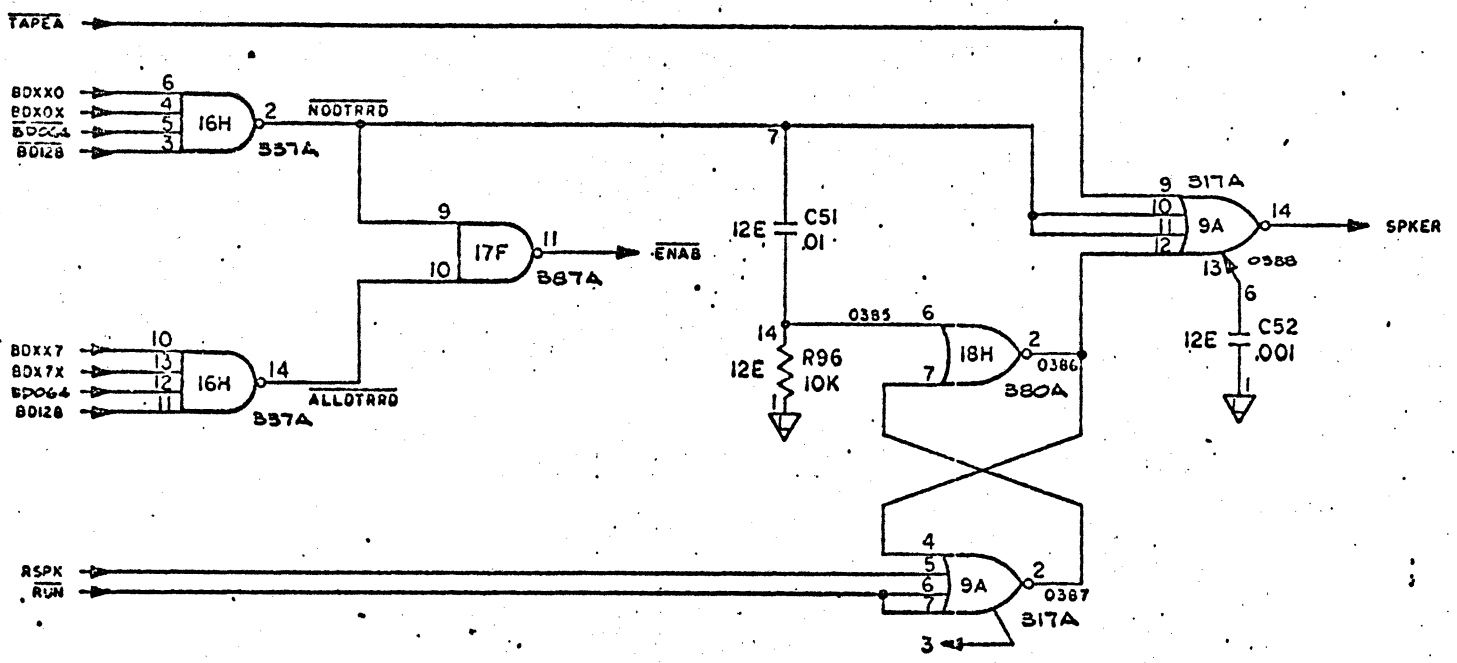 TAPEA
BDXX0
BDX0X
BD064
BD128
6
4
5
3
16H
2
337A
NODTRRD
9
10
17F
11
387A
ENAB
BDXX7
BDX7X
BD064
BD128
10
13
12
11
16H
14
337A
ALLDTRRD
7
12E
C51
.01
14
12E
R96
10K
1
0385
6
7
18H
2
0386
380A
9
10
11
12
317A
9A
14
SPKER
13
0388
6
12E
C52
.001
1
RSPK
RUN
4
5
6
7
9A
2
0387
317A
3